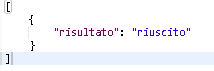 [
{
"risultato": "riuscito"
}
]